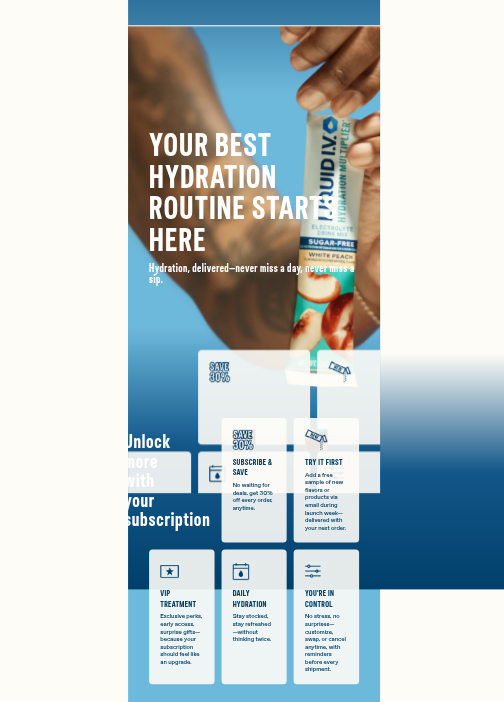 YOUR BEST
HYDRATION
ROUTINE STARTS
HERE
Hydration, delivered—never miss a day, never miss a
sip.
LIQUID I.V.
HYDRATION MULTIPLIER
ELECTROLYTE
DRINK MIX
SUGAR-FREE
WHITE PEACH
SAVE
30%
Unlock
more
with
your
subscription
SAVE
30%
SUBSCRIBE &
SAVE
No waiting for
deals, get 30%
off every order,
anytime.
TRY IT FIRST
Add a free
sample of new
flavors or
products via
email during
launch week—
delivered with
your next order.
VIP
TREATMENT
Exclusive perks,
early access,
surprise gifts—
because your
subscription
should feel like
an upgrade.
DAILY
HYDRATION
Stay stocked,
stay refreshed
—without
thinking twice.
YOU'RE IN
CONTROL
No stress, no
surprises—
customize,
swap, or cancel
anytime, with
reminders
before every
shipment.